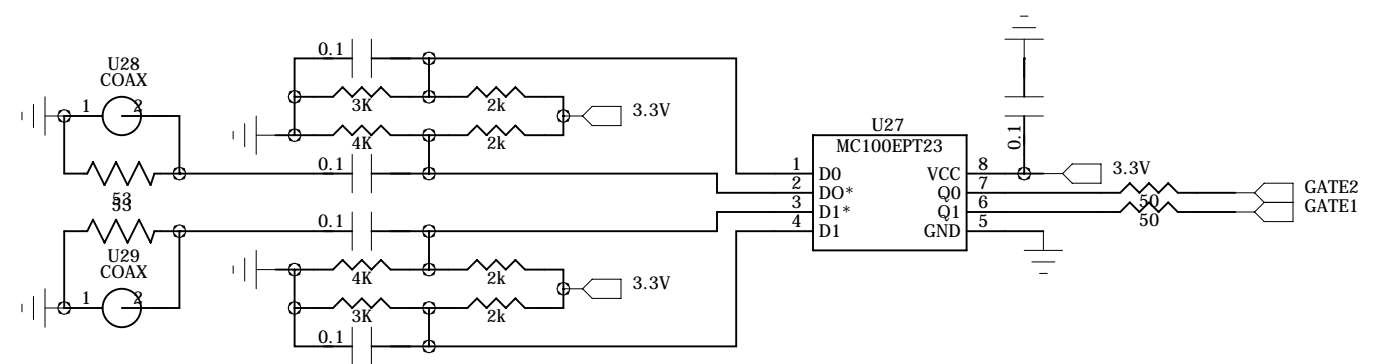 0.1
U28
COAX
1 2
3K
2k
3.3V
4K
2k
0.1
53
U27
MC100EPT23
1 D0
2 DO*
3 D1*
4 D1
VCC 8
Q0 7
Q1 6
GND 5
0.1
3.3V
50
50
GATE2
GATE1
53
0.1
U29
COAX
1 2
4K
2k
3.3V
3K
2k
0.1